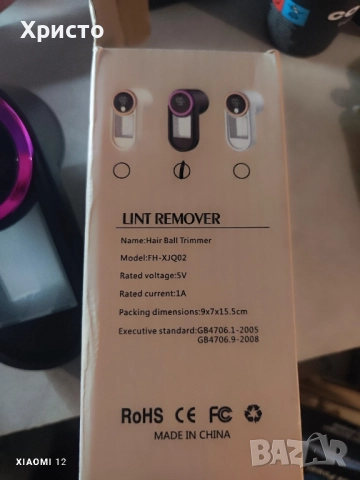 Христо
LINT REMOVER
Name:Hair Ball Trimmer
Model:FH-XJQ02
Rated voltage:5V
Rated current:1A
Packing dimensions:9x7x15.5cm
Executive standard:GB4706.1-2005
GB4706.9-2008
RoHS CE FC
MADE IN CHINA
XIAOMI 12
BAZAR